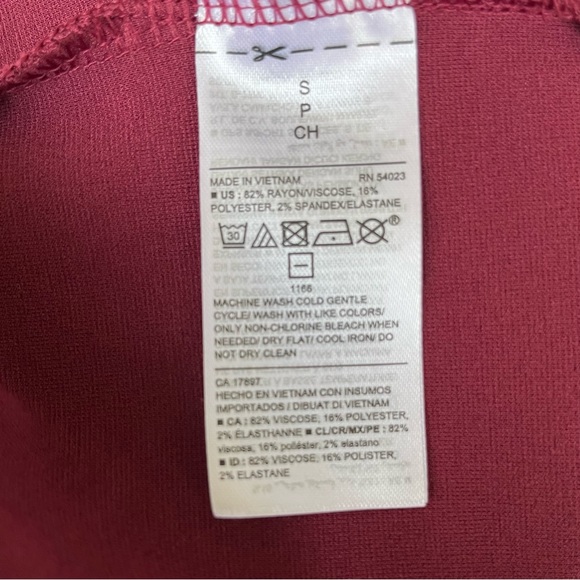 S
P
CH
MADE IN VIETNAM RN 54023
■ US : 82% RAYON/VISCOSE, 16%
POLYESTER, 2% SPANDEX/ELASTANE
30
®
1166
MACHINE WASH COLD GENTLE
CYCLE/ WASH WITH LIKE COLORS/
ONLY NON-CHLORINE BLEACH WHEN
NEEDED/ DRY FLAT/ COOL IRON/ DO
NOT DRY CLEAN
CA 17897
HECHO EN VIETNAM CON INSUMOS
IMPORTADOS / DIBUAT DI VIETNAM
■ CA : 82% VISCOSE, 16% POLYESTER,
2% ÉLASTHANNE ■ CL/CR/MX/PE : 82%
viscosa, 16% poliéster, 2% elastano
■ ID : 82% VISCOSE, 16% POLISTER,
2% ELASTANE